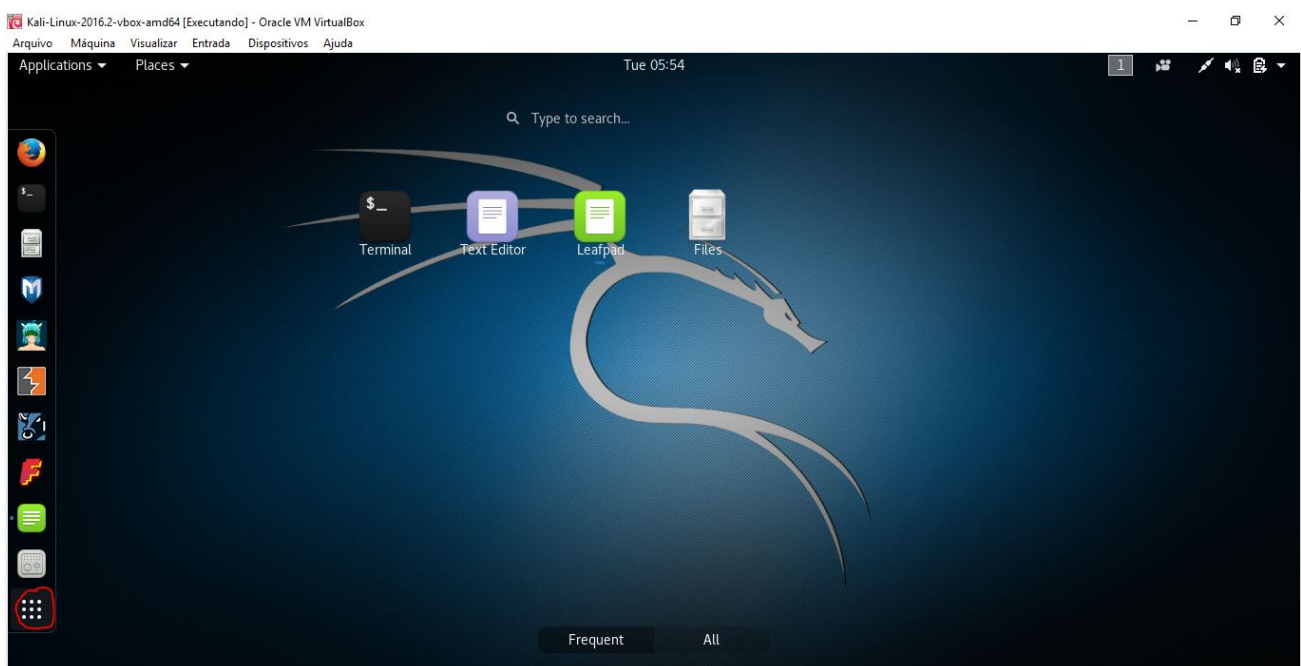 Kali-Linux-2016.2-vbox-amd64 [Executando] - Oracle VM VirtualBox
Arquivo Máquina Visualizar Entrada Dispositivos Ajuda
Applications Places Tue 05:54 1
Type to search...
$_
$_
Terminal Text Editor Leafpad Files
Frequent All